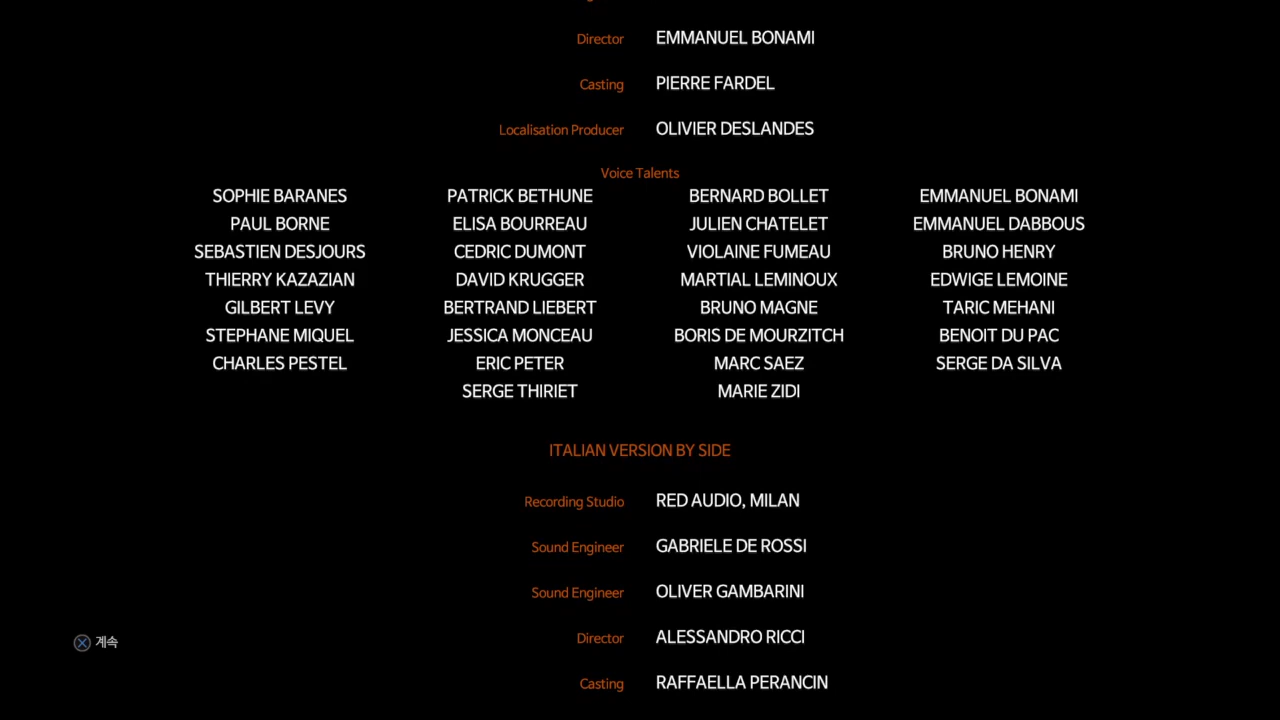 Director EMMANUEL BONAMI
Casting PIERRE FARDEL
Localisation Producer OLIVIER DESLANDES
Voice Talents
SOPHIE BARANES PATRICK BETHUNE BERNARD BOLLET EMMANUEL BONAMI
PAUL BORNE ELISA BOURREAU JULIEN CHATELET EMMANUEL DABBOUS
SEBASTIEN DESJOURS CEDRIC DUMONT VIOLAINE FUMEAU BRUNO HENRY
THIERRY KAZAZIAN DAVID KRUGGER MARTIAL LEMINOUX EDWIGE LEMOINE
GILBERT LEVY BERTRAND LIEBERT BRUNO MAGNE TARIC MEHANI
STEPHANE MIQUEL JESSICA MONCEAU BORIS DE MOURZITCH BENOIT DU PAC
CHARLES PESTEL ERIC PETER MARC SAEZ SERGE DA SILVA
SERGE THIRIET MARIE ZIDI
ITALIAN VERSION BY SIDE
Recording Studio RED AUDIO, MILAN
Sound Engineer GABRIELE DE ROSSI
Sound Engineer OLIVER GAMBARINI
Director ALESSANDRO RICCI
계속
Casting RAFFAELLA PERANCIN